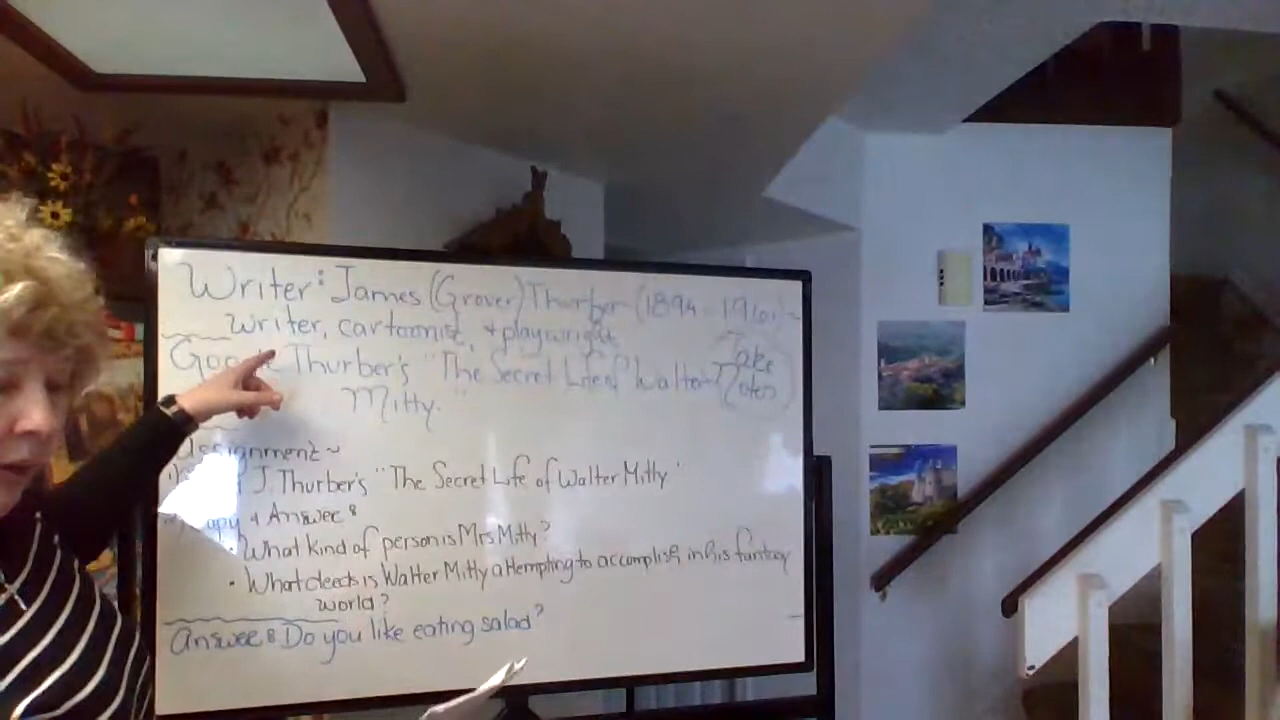 Writer: James (Grover) Thurber (1894 - 1961) ~
writer, cartoonist, + playwright
Google Thurber's "The Secret Life of Walter Mitty." Take Notes
Assignment ~
J. Thurber's "The Secret Life of Walter Mitty"
Copy + Answer:
• What kind of person is Mrs Mitty?
• What deeds is Walter Mitty attempting to accomplish in his fantasy
world?
Answer: Do you like eating salad?